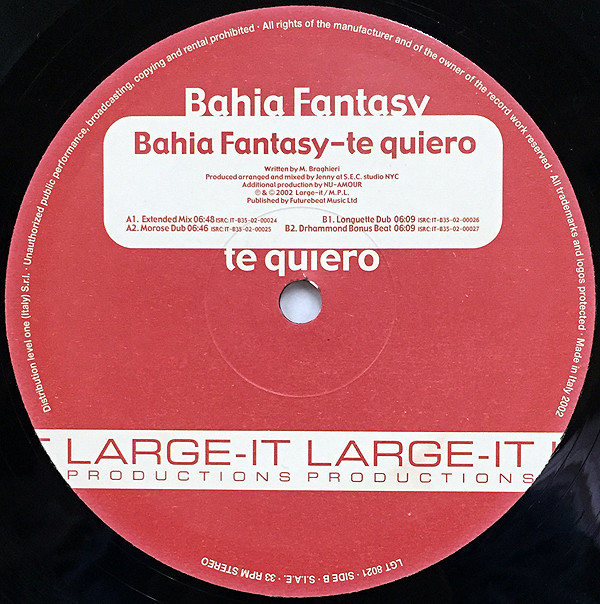 Unauthorized public performance, broadcasting, copying and rental prohibited · All rights of the manufacturer and of the owner of the record work reserved · All trademarks and logos protected · Made in Italy 2002
Distribution level one (Italy) S.r.l. ·
Bahia Fantasy
Bahia Fantasy-te quiero
Written by M. Braghieri
Produced arranged and mixed by Jenny at S.E.C. studio NYC
Additional production by NU-AMOUR
℗ & © 2002 Large-it / M.P.L.
Published by Futurebeat Music Ltd
A1. Extended Mix 06:48 ISRC: IT-B35-02-00024
A2. Morose Dub 06:46 ISRC: IT-B35-02-00025
B1. Longuette Dub 06:09 ISRC: IT-B35-02-00026
B2. Drhammond Bonus Beat 06:09 ISRC: IT-B35-02-00027
te quiero
T LARGE-IT LARGE-IT L
PRODUCTIONS PRODUCTIONS
LGT 8021 · SIDE B · S.I.A.E. · 33 RPM STEREO